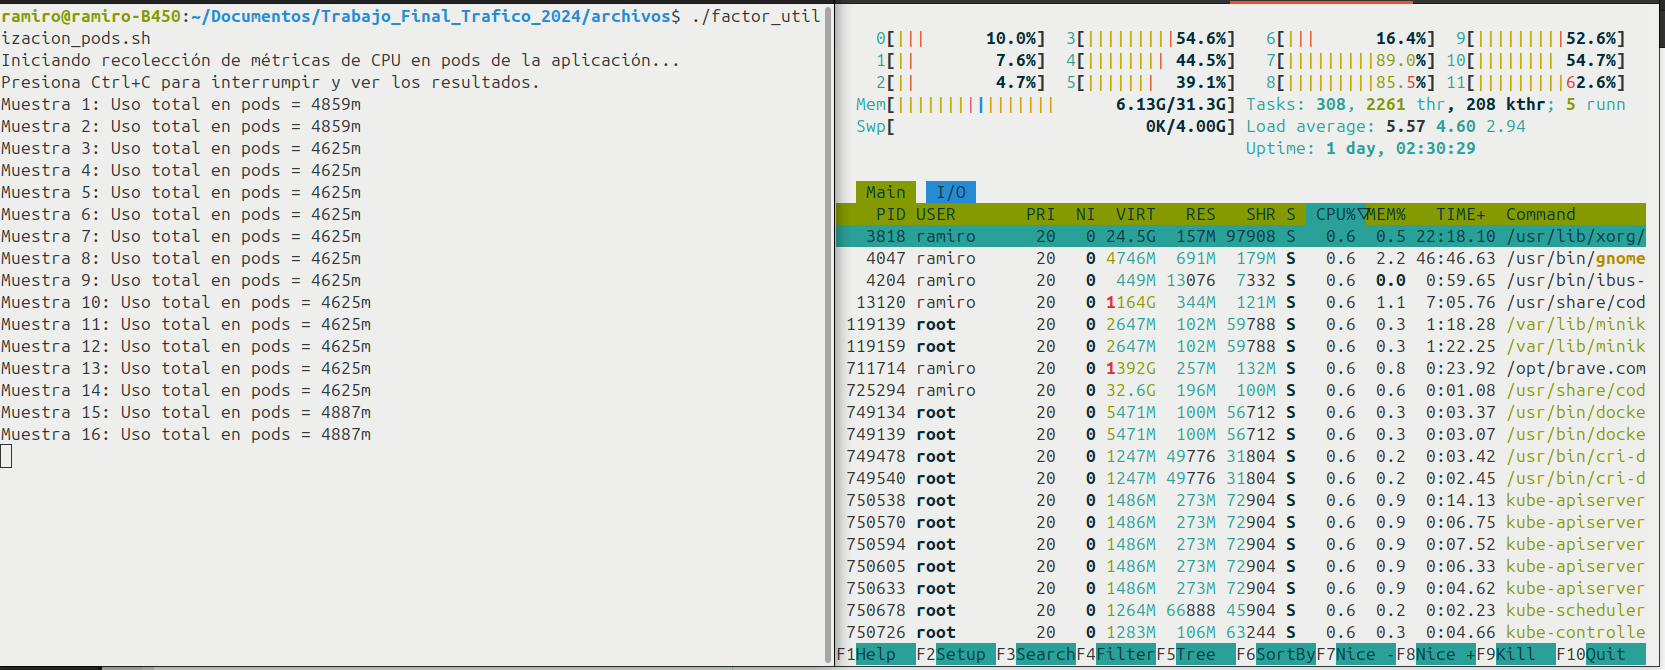 ramiro@ramiro-B450:~/Documentos/Trabajo_Final_Trafico_2024/archivos$ ./factor_util
izacion_pods.sh
Iniciando recolección de métricas de CPU en pods de la aplicación...
Presiona Ctrl+C para interrumpir y ver los resultados.
Muestra 1: Uso total en pods = 4859m
Muestra 2: Uso total en pods = 4859m
Muestra 3: Uso total en pods = 4625m
Muestra 4: Uso total en pods = 4625m
Muestra 5: Uso total en pods = 4625m
Muestra 6: Uso total en pods = 4625m
Muestra 7: Uso total en pods = 4625m
Muestra 8: Uso total en pods = 4625m
Muestra 9: Uso total en pods = 4625m
Muestra 10: Uso total en pods = 4625m
Muestra 11: Uso total en pods = 4625m
Muestra 12: Uso total en pods = 4625m
Muestra 13: Uso total en pods = 4625m
Muestra 14: Uso total en pods = 4625m
Muestra 15: Uso total en pods = 4887m
Muestra 16: Uso total en pods = 4887m
0[||| 10.0%] 3[|||||||||54.6%] 6[||| 16.4%] 9[|||||||||52.6%]
1[|| 7.6%] 4[|||||||| 44.5%] 7[|||||||||89.0%] 10[|||||||| 54.7%]
2[|| 4.7%] 5[||||||| 39.1%] 8[|||||||||85.5%] 11[|||||||||62.6%]
Mem[|||||||||||||||| 6.13G/31.3G] Tasks: 308, 2261 thr, 208 kthr; 5 runn
Swp[ 0K/4.00G] Load average: 5.57 4.60 2.94
Uptime: 1 day, 02:30:29
Main I/O
PID USER PRI NI VIRT RES SHR S CPU%▽MEM% TIME+ Command
3818 ramiro 20 0 24.5G 157M 97908 S 0.6 0.5 22:18.10 /usr/lib/xorg/
4047 ramiro 20 0 4746M 691M 179M S 0.6 2.2 46:46.63 /usr/bin/gnome
4204 ramiro 20 0 449M 13076 7332 S 0.6 0.0 0:59.65 /usr/bin/ibus-
13120 ramiro 20 0 1164G 344M 121M S 0.6 1.1 7:05.76 /usr/share/cod
119139 root 20 0 2647M 102M 59788 S 0.6 0.3 1:18.28 /var/lib/minik
119159 root 20 0 2647M 102M 59788 S 0.6 0.3 1:22.25 /var/lib/minik
711714 ramiro 20 0 1392G 257M 132M S 0.6 0.8 0:23.92 /opt/brave.com
725294 ramiro 20 0 32.6G 196M 100M S 0.6 0.6 0:01.08 /usr/share/cod
749134 root 20 0 5471M 100M 56712 S 0.6 0.3 0:03.37 /usr/bin/docke
749139 root 20 0 5471M 100M 56712 S 0.6 0.3 0:03.07 /usr/bin/docke
749478 root 20 0 1247M 49776 31804 S 0.6 0.2 0:03.42 /usr/bin/cri-d
749540 root 20 0 1247M 49776 31804 S 0.6 0.2 0:02.45 /usr/bin/cri-d
750538 root 20 0 1486M 273M 72904 S 0.6 0.9 0:14.13 kube-apiserver
750570 root 20 0 1486M 273M 72904 S 0.6 0.9 0:06.75 kube-apiserver
750594 root 20 0 1486M 273M 72904 S 0.6 0.9 0:07.52 kube-apiserver
750605 root 20 0 1486M 273M 72904 S 0.6 0.9 0:06.33 kube-apiserver
750633 root 20 0 1486M 273M 72904 S 0.6 0.9 0:04.62 kube-apiserver
750678 root 20 0 1264M 66888 45904 S 0.6 0.2 0:02.23 kube-scheduler
750726 root 20 0 1283M 106M 63244 S 0.6 0.3 0:04.66 kube-controlle
F1Help F2Setup F3SearchF4FilterF5Tree F6SortByF7Nice -F8Nice +F9Kill F10Quit